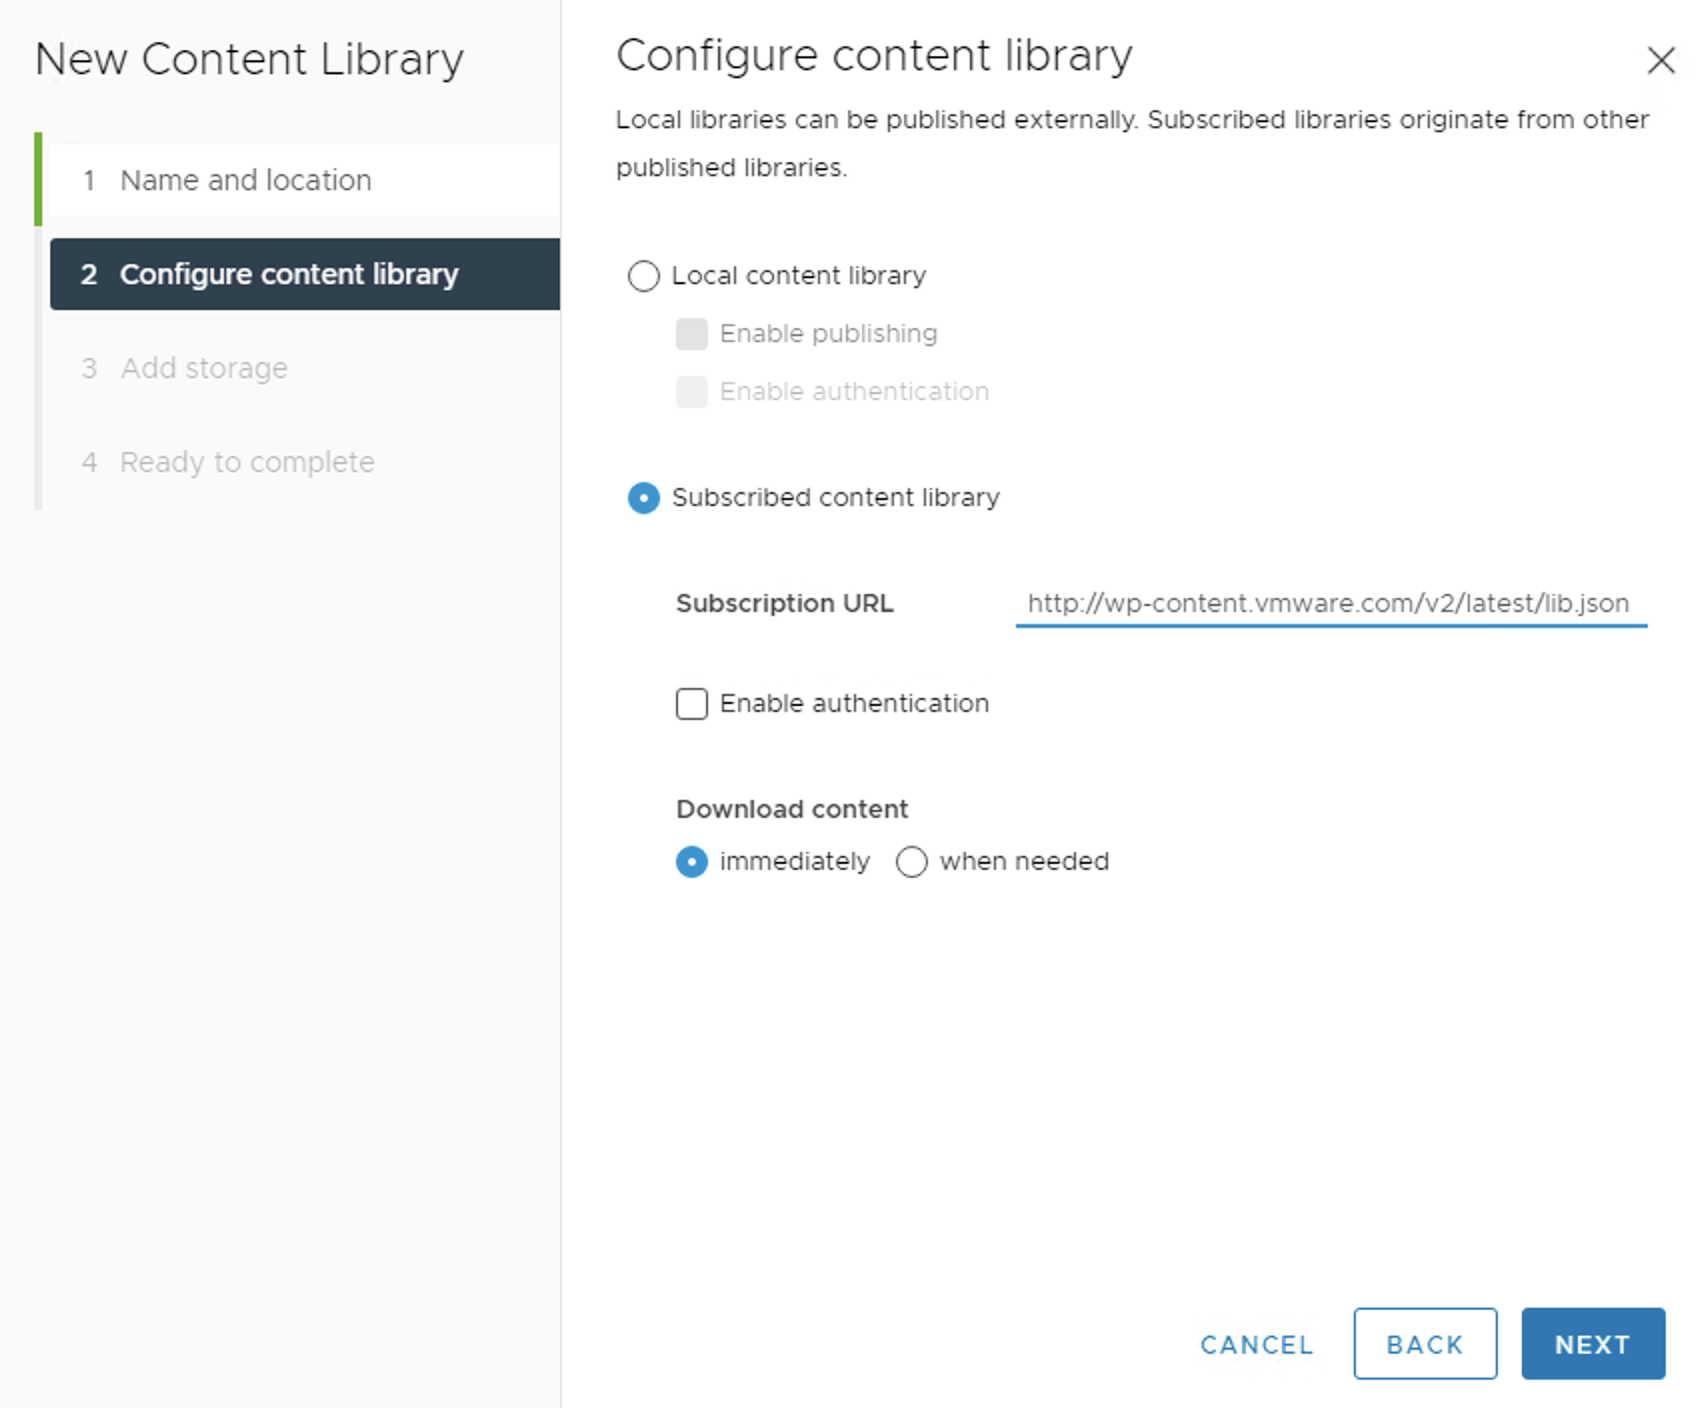 New Content Library
1 Name and location
2 Configure content library
3 Add storage
4 Ready to complete
Configure content library
Local libraries can be published externally. Subscribed libraries originate from other
published libraries.
Local content library
Enable publishing
Enable authentication
Subscribed content library
Subscription URL http://wp-content.vmware.com/v2/latest/lib.json
Enable authentication
Download content
immediately when needed
CANCEL BACK NEXT